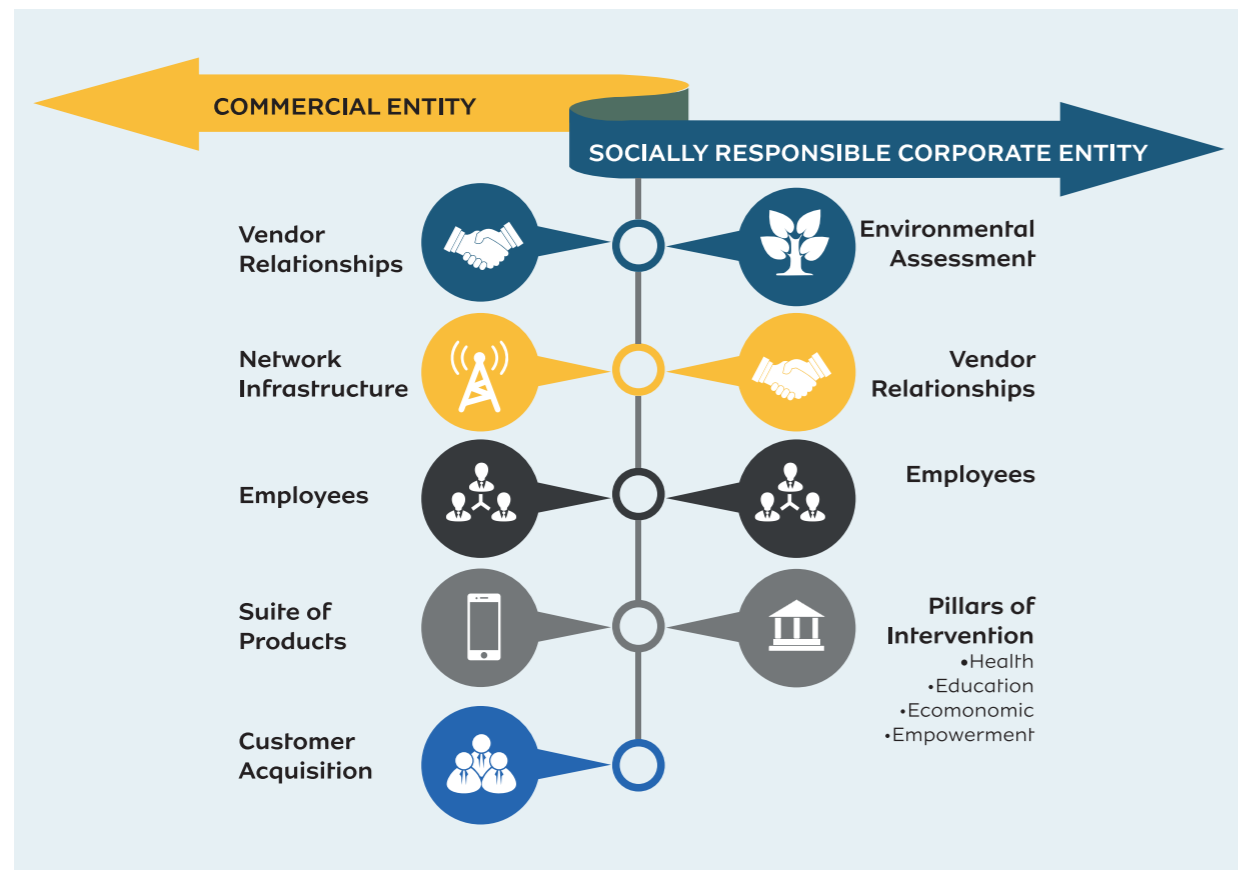 COMMERCIAL ENTITY
SOCIALLY RESPONSIBLE CORPORATE ENTITY
Vendor
Relationships
Environmental
Assessment
Network
Infrastructure
Vendor
Relationships
Employees
Employees
Suite of
Products
Pillars of
Intervention
•Health
•Education
•Ecomonomic
•Empowerment
Customer
Acquisition